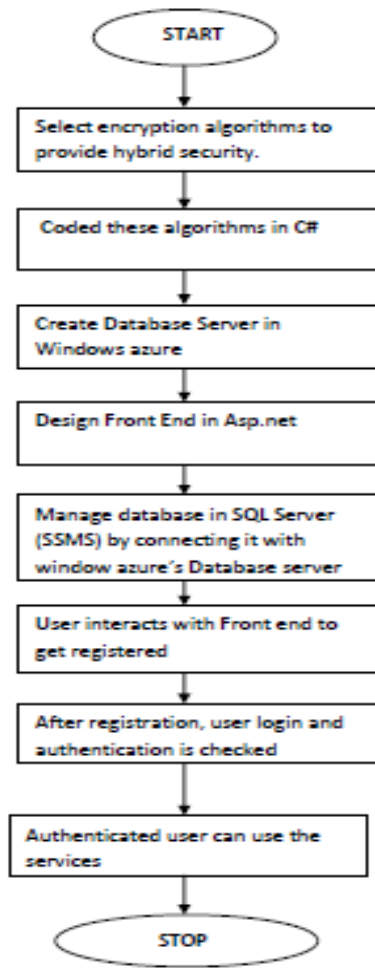 START
Select encryption algorithms to
provide hybrid security.
Coded these algorithms in C#
Create Database Server in
Windows azure
Design Front End in Asp.net
Manage database in SQL Server
(SSMS) by connecting it with
window azure's Database server
User interacts with Front end to
get registered
After registration, user login and
authentication is checked
Authenticated user can use the
services
STOP